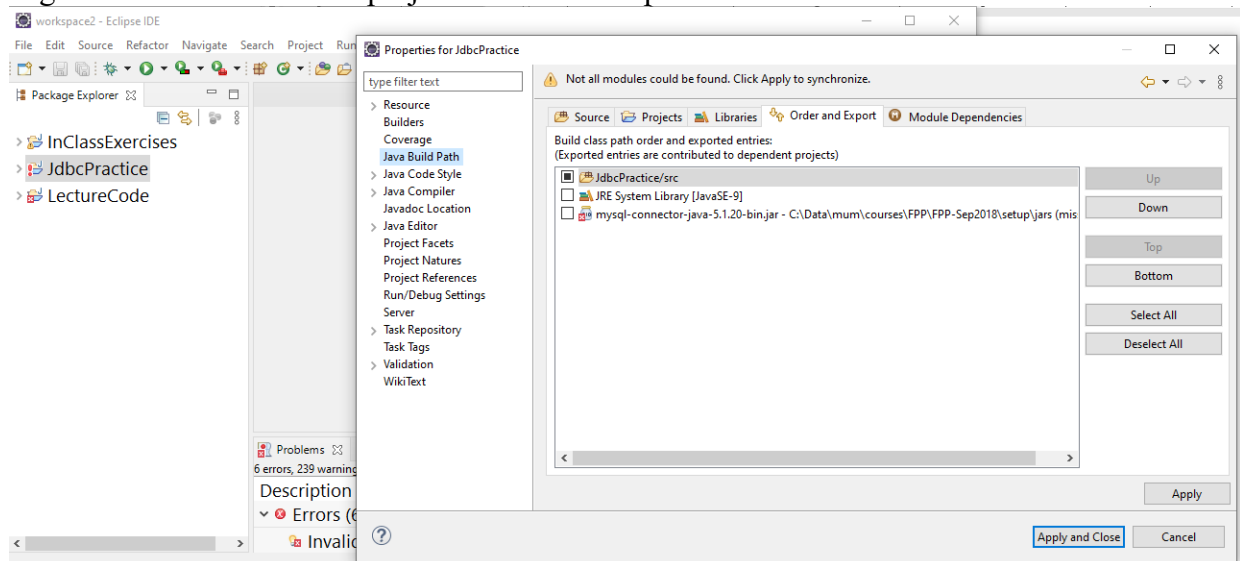 proj
workspace2 - Eclipse IDE
File Edit Source Refactor Navigate Search Project Run
Package Explorer
InClassExercises
JdbcPractice
LectureCode
Problems
6 errors, 239 warning
Description
Errors (6
Invalid
Properties for JdbcPractice
type filter text
Resource
Builders
Coverage
Java Build Path
Java Code Style
Java Compiler
Javadoc Location
Java Editor
Project Facets
Project Natures
Project References
Run/Debug Settings
Server
Task Repository
Task Tags
Validation
WikiText
Not all modules could be found. Click Apply to synchronize.
Source Projects Libraries Order and Export Module Dependencies
Build class path order and exported entries:
(Exported entries are contributed to dependent projects)
JdbcPractice/src
JRE System Library [JavaSE-9]
mysql-connector-java-5.1.20-bin.jar - C:\Data\mum\courses\FPP\FPP-Sep2018\setup\jars (mis
Up
Down
Top
Bottom
Select All
Deselect All
Apply
Apply and Close Cancel